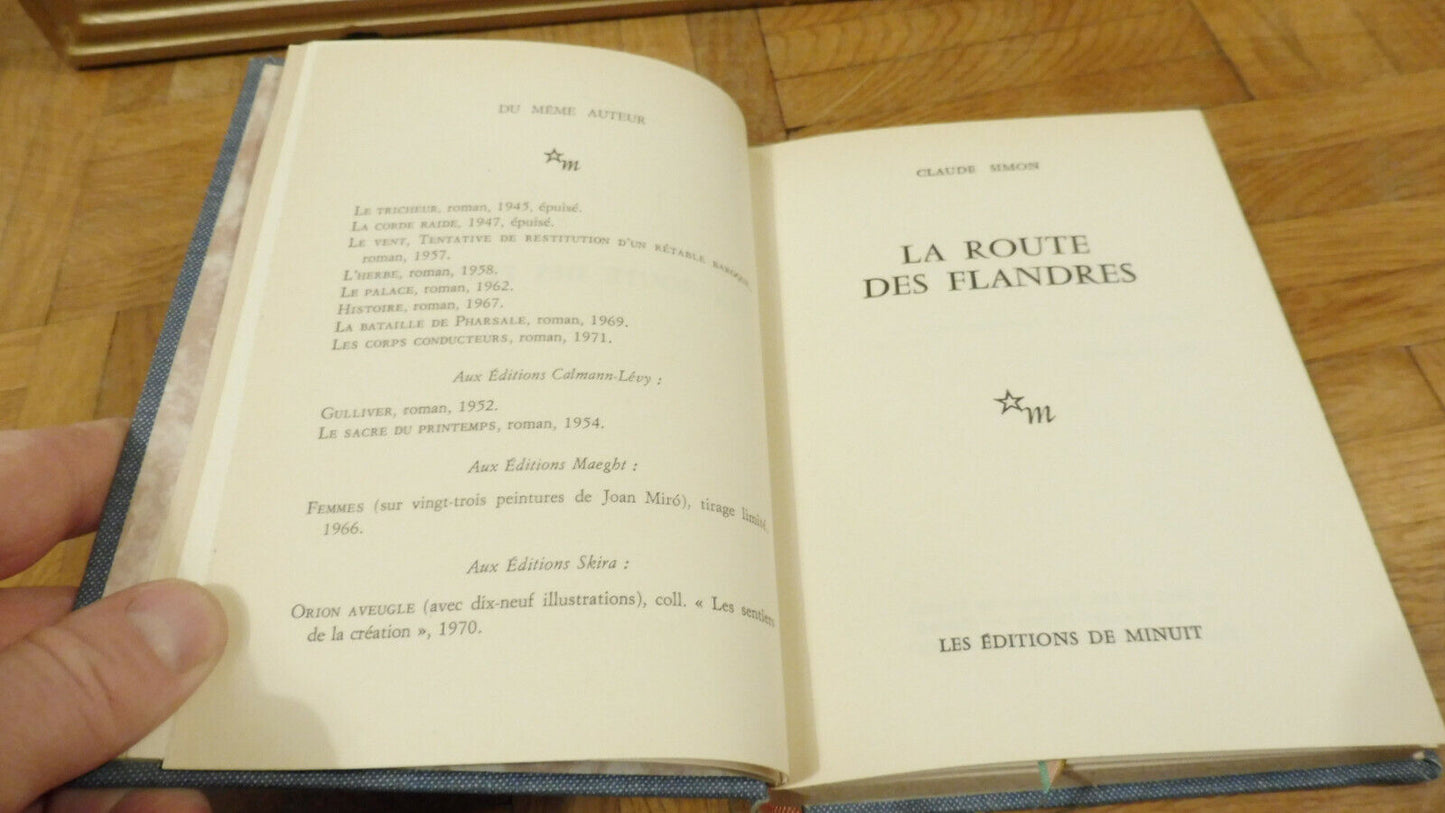 DU MÊME AUTEUR
m
LE TRICHEUR, roman, 1945, épuisé.
LA CORDE RAIDE, 1947, épuisé.
LE VENT, TENTATIVE DE RESTITUTION D'UN RÉTABLE BAROQUE,
roman, 1957.
L'HERBE, roman, 1958.
LE PALACE, roman, 1962.
HISTOIRE, roman, 1967.
LA BATAILLE DE PHARSALE, roman, 1969.
LES CORPS CONDUCTEURS, roman, 1971.
Aux Éditions Calmann-Lévy :
GULLIVER, roman, 1952.
LE SACRE DU PRINTEMPS, roman, 1954.
Aux Éditions Maeght :
FEMMES (sur vingt-trois peintures de Joan Miró), tirage limité.
1966.
Aux Éditions Skira :
ORION AVEUGLE (avec dix-neuf illustrations), coll. « Les sentiers
de la création », 1970.
CLAUDE SIMON
LA ROUTE
DES FLANDRES
m
LES ÉDITIONS DE MINUIT